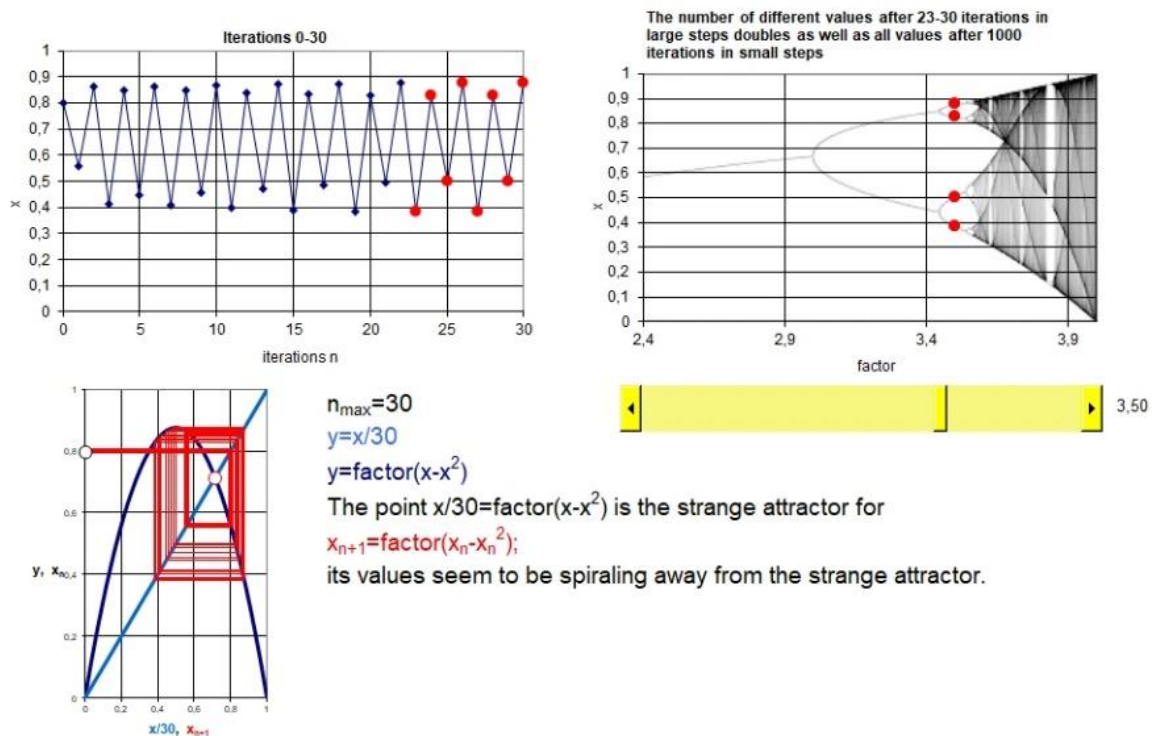 Iterations 0-30
1
0,9
0,8
0,7
0,6
0,5
0,4
0,3
0,2
0,1
0
x
0 5 10 15 20 25 30
iterations n
The number of different values after 23-30 iterations in
large steps doubles as well as all values after 1000
iterations in small steps
1
0,9
0,8
0,7
0,6
0,5
0,4
0,3
0,2
0,1
0
x
2,4 2,9 3,4 3,9
factor
3,50
1
0,8
0,6
y, xₙ 0,4
0,2
0
0 0,2 0,4 0,6 0,8 1
x/30, xₙ₊₁
nₘₐₓ=30
y=x/30
y=factor(x-x²)
The point x/30=factor(x-x²) is the strange attractor for
xₙ₊₁=factor(xₙ-xₙ²);
its values seem to be spiraling away from the strange attractor.